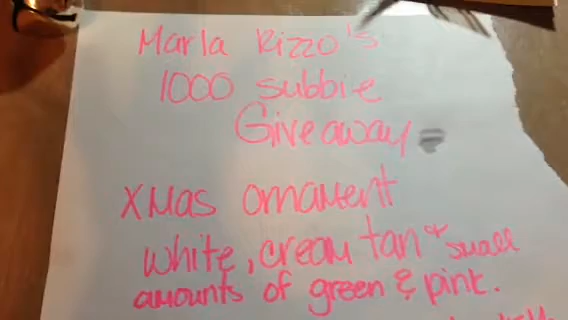 Marla Rizzo's
1000 subbie
Giveaway =
XMas ornament
white, cream tan & small
amounts of green & pink.